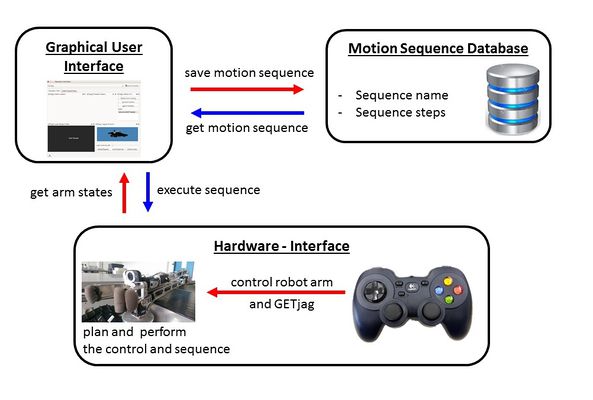 Graphical User
Interface
Motion Sequence Database
save motion sequence
- Sequence name
- Sequence steps
get motion sequence
get arm states
execute sequence
Hardware - Interface
control robot arm
and GETjag
plan and perform
the control and sequence